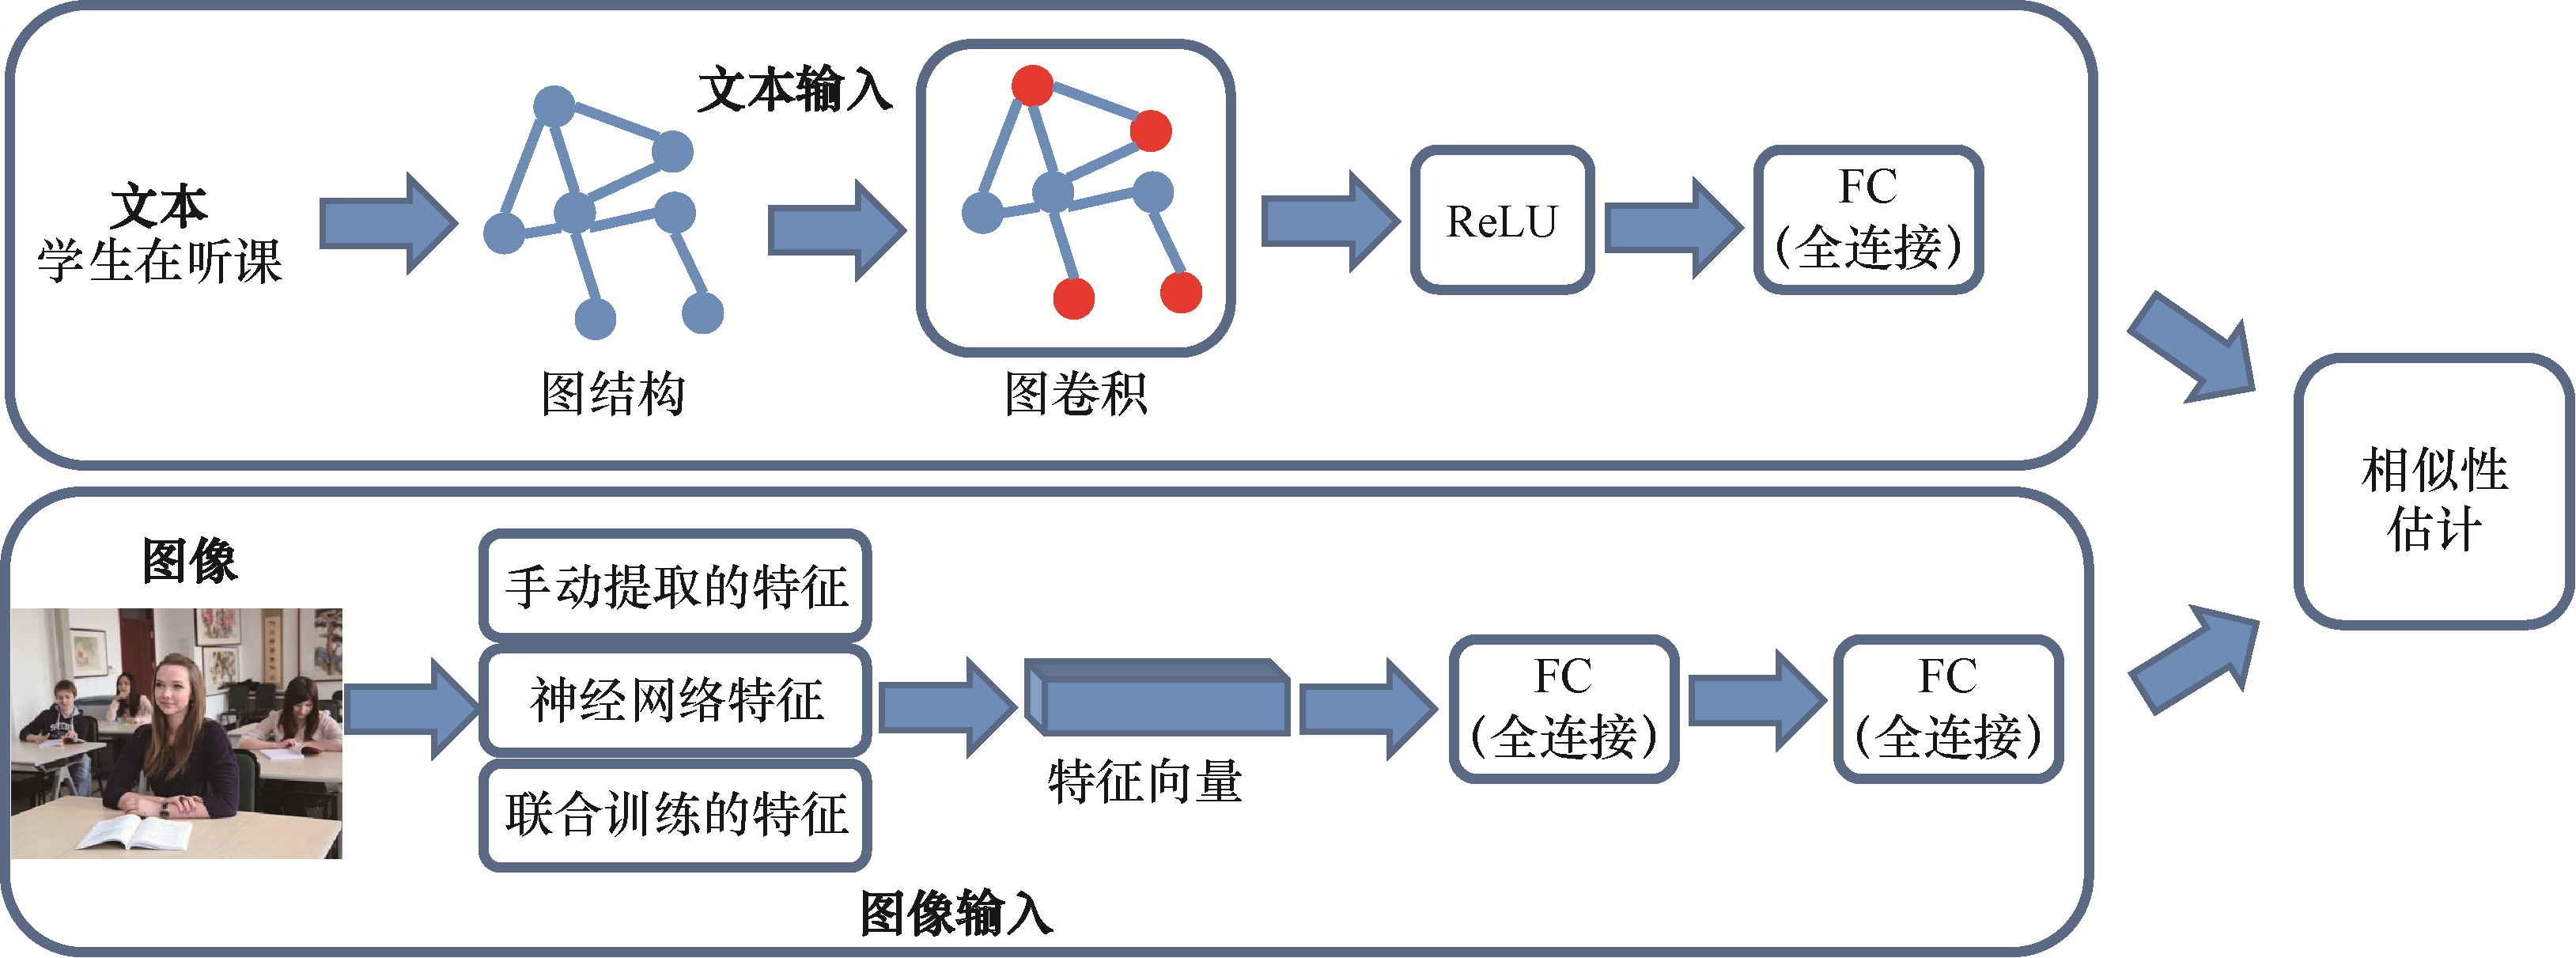 文本输入
文本
学生在听课
ReLU
FC
（全连接）
图结构
图卷积
相似性
估计
图像
手动提取的特征
神经网络特征
联合训练的特征
特征向量
FC
（全连接）
FC
（全连接）
图像输入